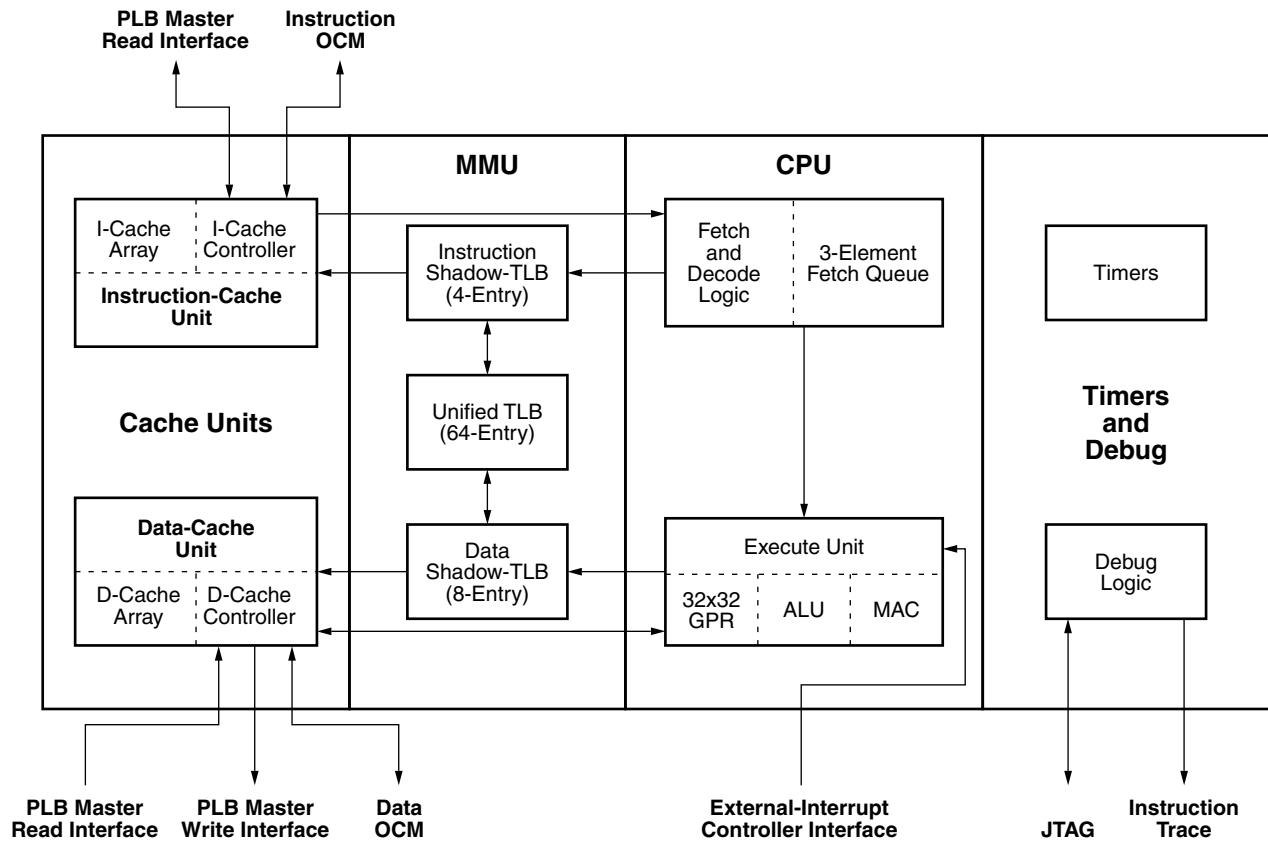 PLB Master
Read Interface
Instruction
OCM
MMU
CPU
I-Cache
Array
I-Cache
Controller
Instruction-Cache
Unit
Instruction
Shadow-TLB
(4-Entry)
Fetch
and
Decode
Logic
3-Element
Fetch Queue
Timers
Cache Units
Unified TLB
(64-Entry)
Timers
and
Debug
Data-Cache
Unit
D-Cache
Array
D-Cache
Controller
Data
Shadow-TLB
(8-Entry)
Execute Unit
32x32
GPR
ALU
MAC
Debug
Logic
PLB Master
Read Interface
PLB Master
Write Interface
Data
OCM
External-Interrupt
Controller Interface
JTAG
Instruction
Trace